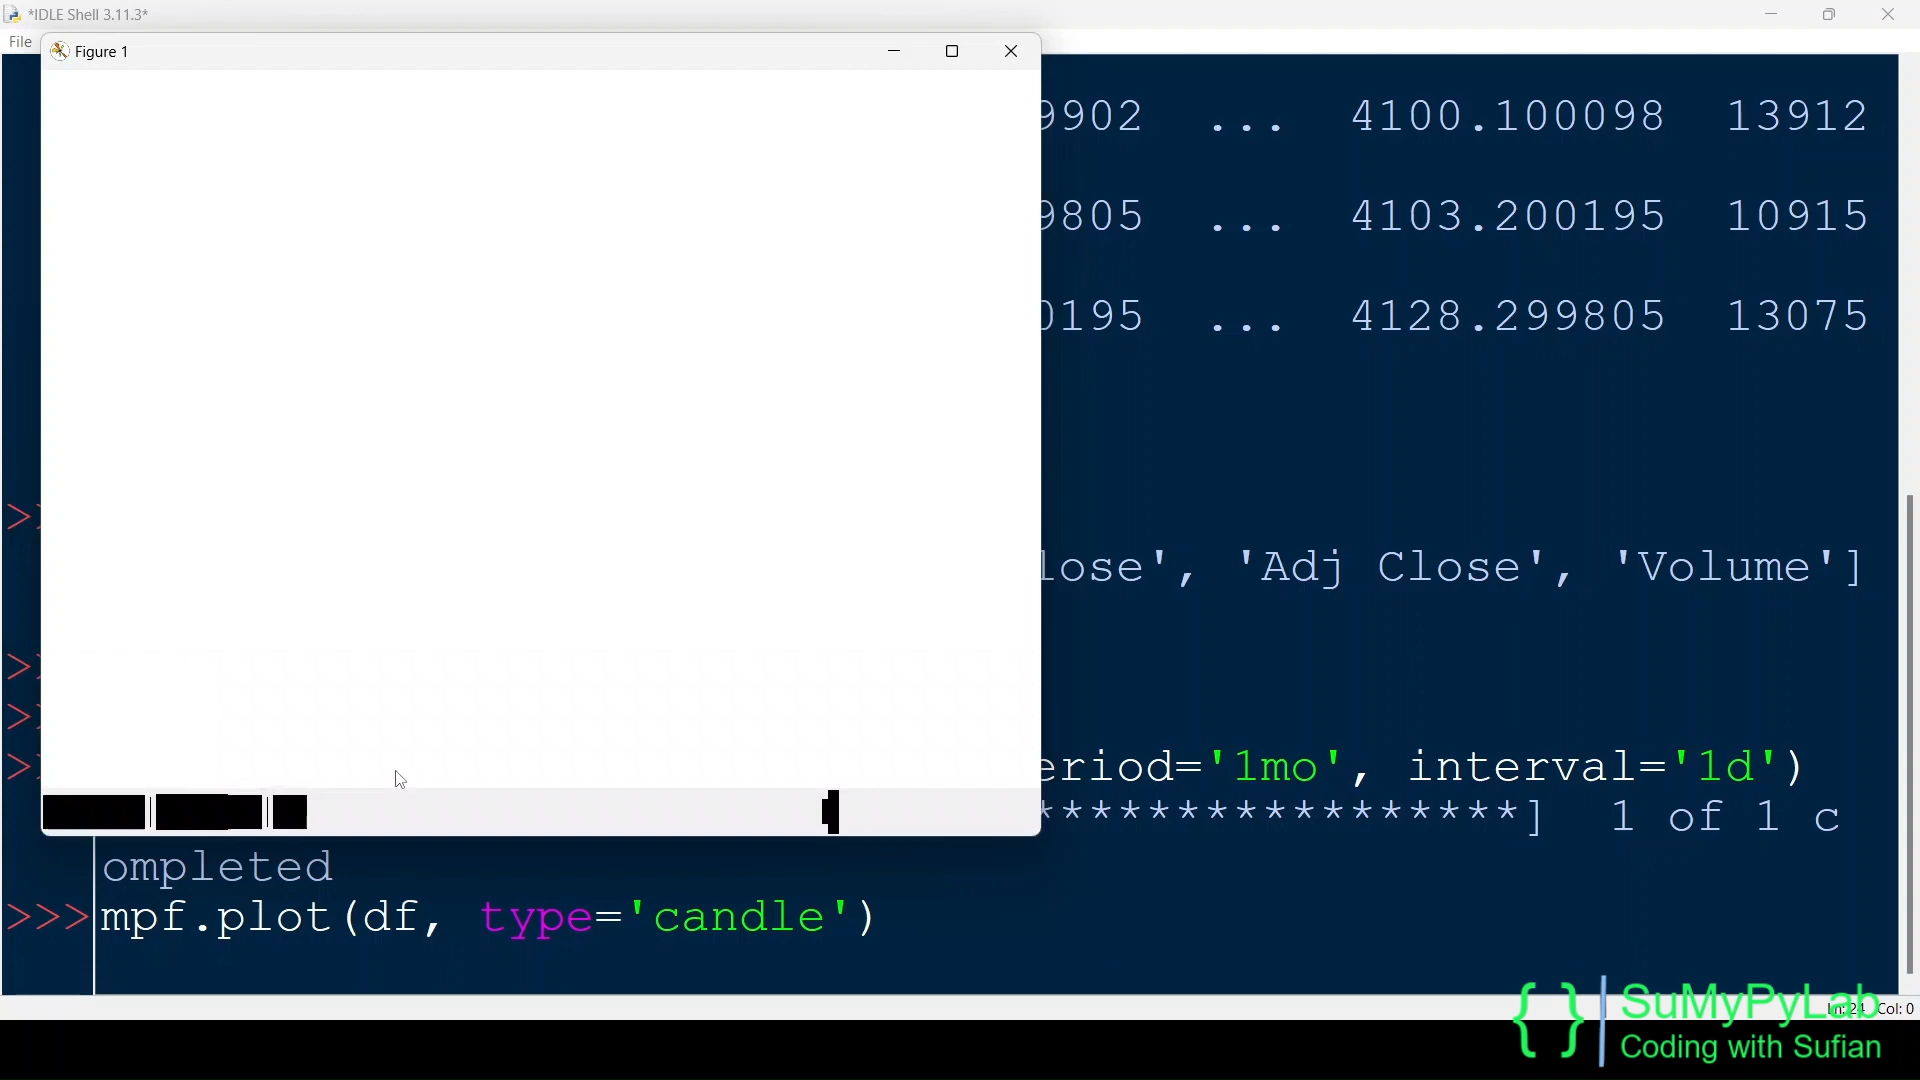 *IDLE Shell 3.11.3*
File
Figure 1
9902 ... 4100.100098 13912
9805 ... 4103.200195 10915
0195 ... 4128.299805 13075
lose', 'Adj Close', 'Volume']
eriod='1mo', interval='1d')
*****************] 1 of 1 c
ompleted
>>> mpf.plot(df, type='candle')
{ } SuMyPyLab
Coding with Sufian
Ln: 24 Col: 0